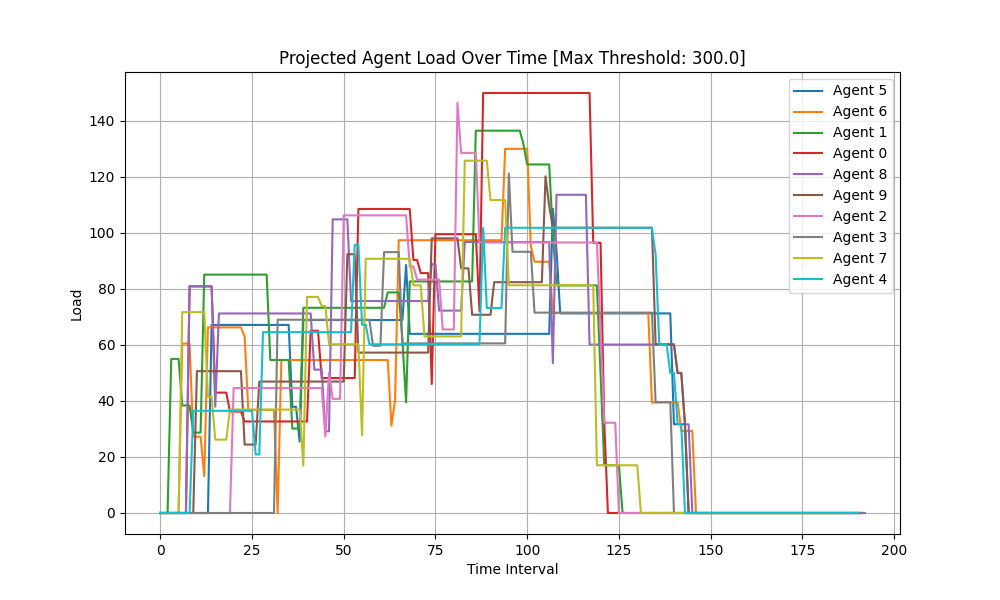 Projected Agent Load Over Time [Max Threshold: 300.0]
Load
140
120
100
80
60
40
20
0
0 25 50 75 100 125 150 175 200
Time Interval
Agent 5
Agent 6
Agent 1
Agent 0
Agent 8
Agent 9
Agent 2
Agent 3
Agent 7
Agent 4